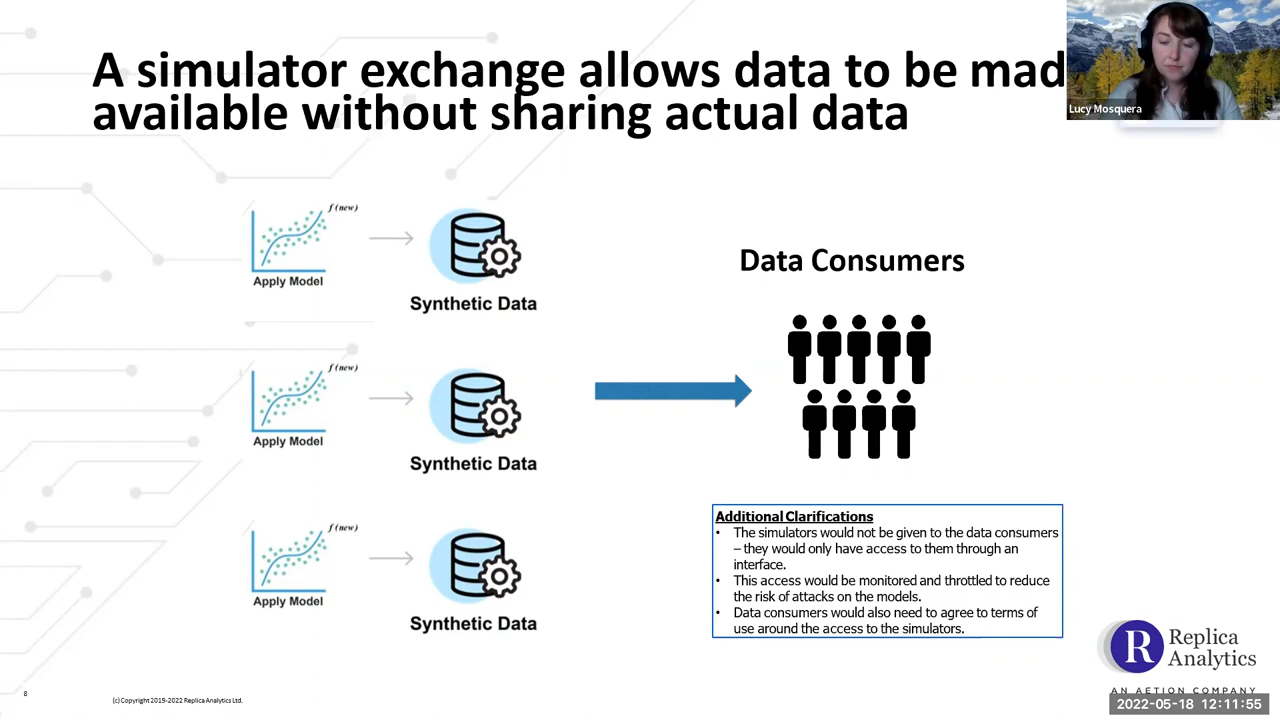 A simulator exchange allows data to be mad
available without sharing actual data
Lucy Mosquera
f (new)
Apply Model
Synthetic Data
f (new)
Apply Model
Synthetic Data
f (new)
Apply Model
Synthetic Data
Data Consumers
Additional Clarifications
• The simulators would not be given to the data consumers
– they would only have access to them through an
interface.
• This access would be monitored and throttled to reduce
the risk of attacks on the models.
• Data consumers would also need to agree to terms of
use around the access to the simulators.
R
Replica
Analytics
AN AETION COMPANY
2022-05-18 12:11:55
8
(c) Copyright 2019-2022 Replica Analytics Ltd.